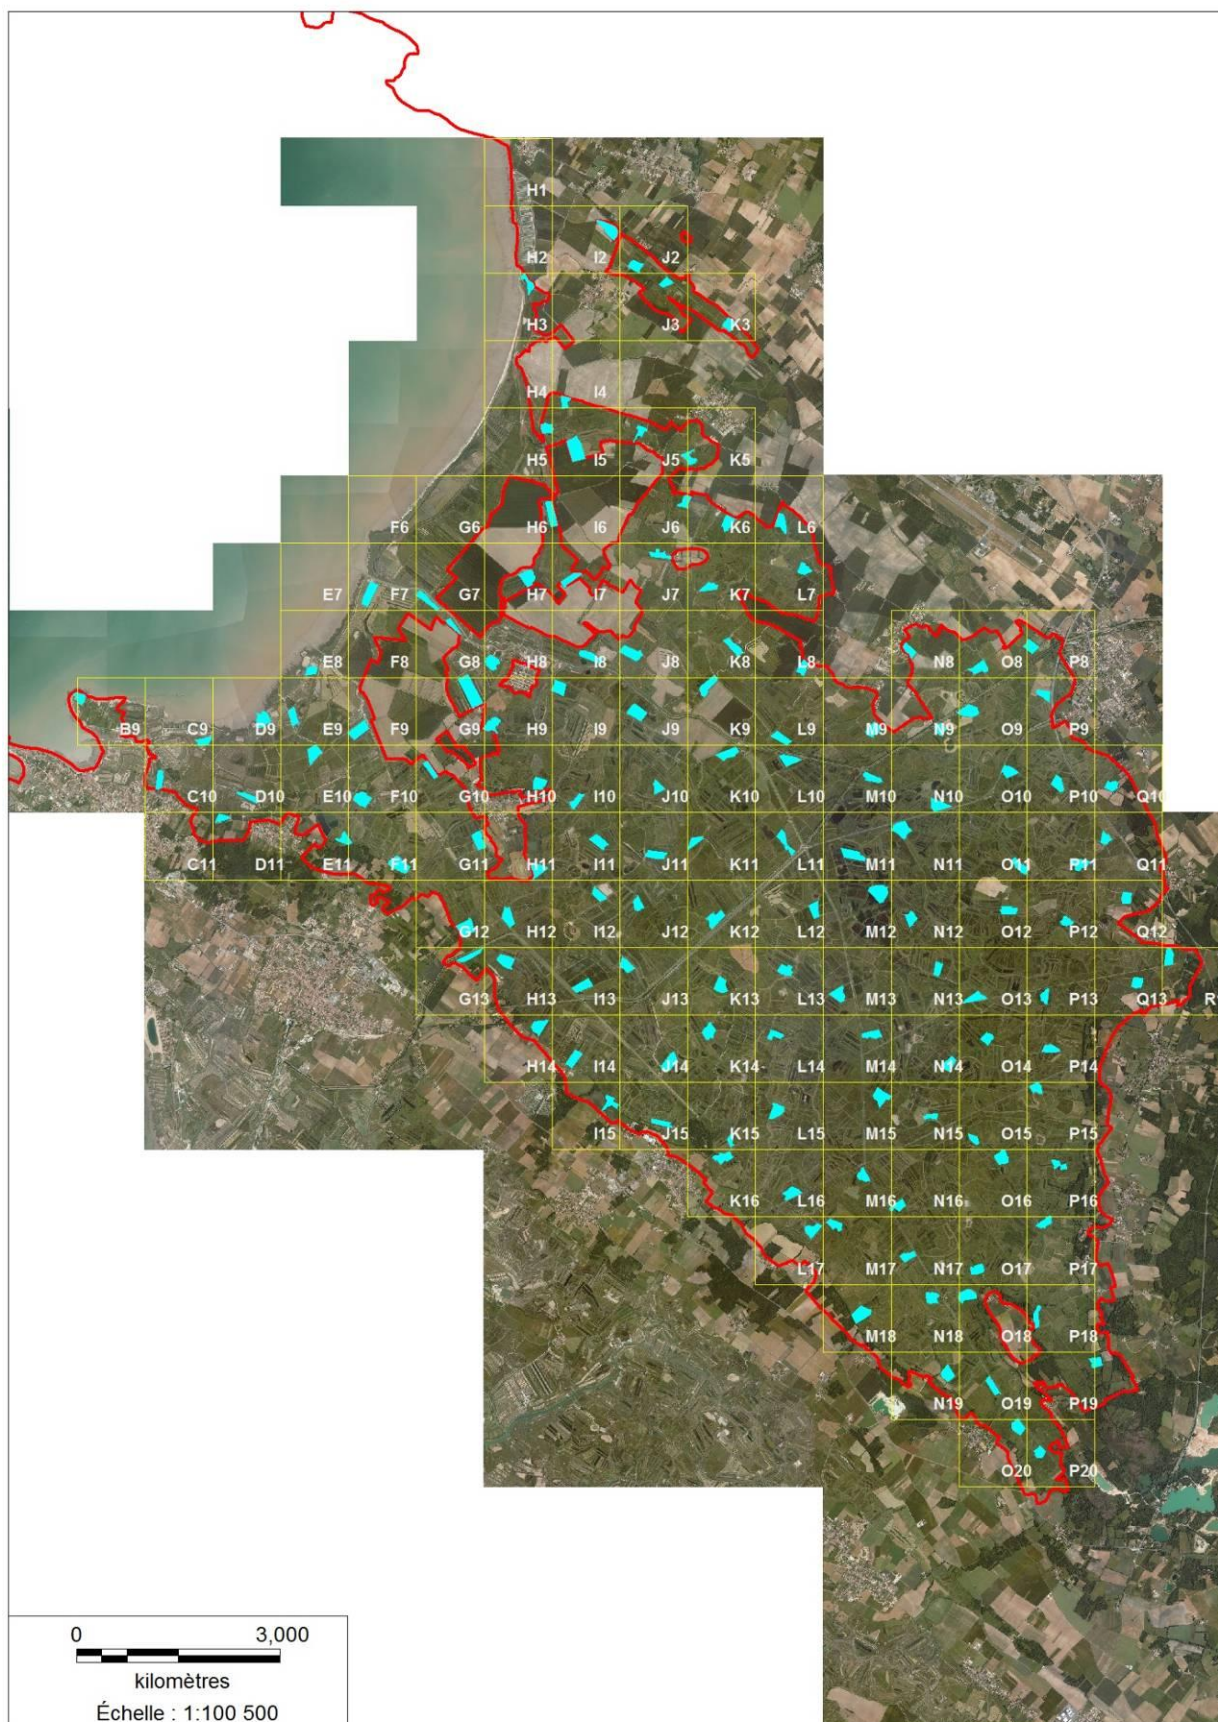 H1
H2 I2 J2
H3 J3 K3
H4 I4
H5 I5 J5 K5
F6 G6 H6 I6 J6 K6 L6
E7 F7 G7 H7 I7 J7 K7 L7
E8 F8 G8 H8 I8 J8 K8 L8 N8 O8 P8
B9 C9 D9 E9 F9 G9 H9 I9 J9 K9 L9 M9 N9 O9 P9
C10 D10 E10 F10 G10 H10 I10 J10 K10 L10 M10 N10 O10 P10 Q10
C11 D11 E11 F11 G11 H11 I11 J11 K11 L11 M11 N11 O11 P11 Q11
G12 H12 I12 J12 K12 L12 M12 N12 O12 P12 Q12
G13 H13 I13 J13 K13 L13 M13 N13 O13 P13 Q13
H14 I14 J14 K14 L14 M14 N14 O14 P14
I15 J15 K15 L15 M15 N15 O15 P15
K16 L16 M16 N16 O16 P16
L17 M17 N17 O17 P17
M18 N18 O18 P18
N19 O19 P19
O20 P20
0 3,000
kilomètres
Échelle : 1:100 500